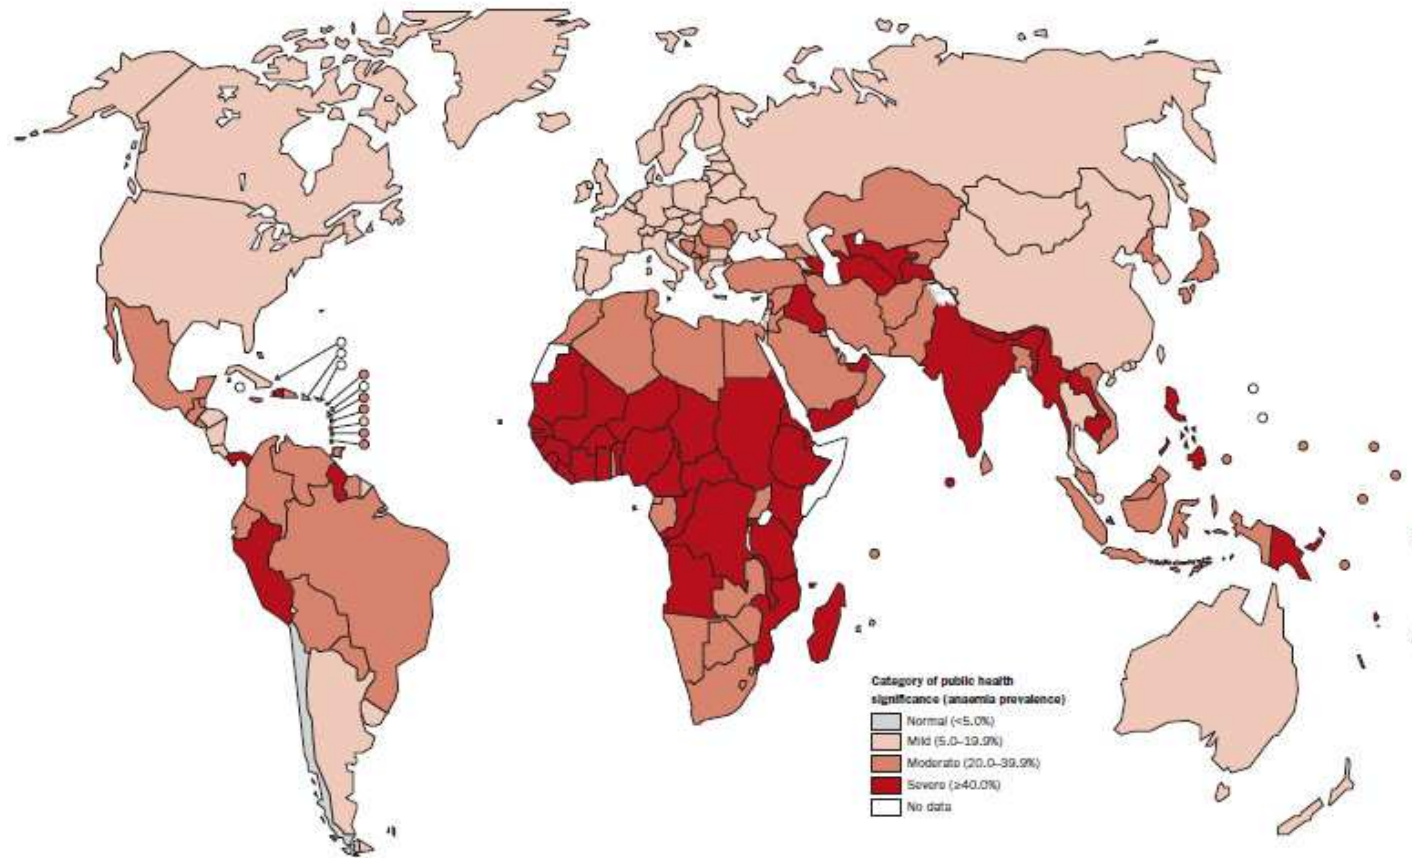 Category of public health
significance (anaemia prevalence)
Normal (<5.0%)
Mild (5.0–19.9%)
Moderate (20.0–39.9%)
Severe (≥40.0%)
No data